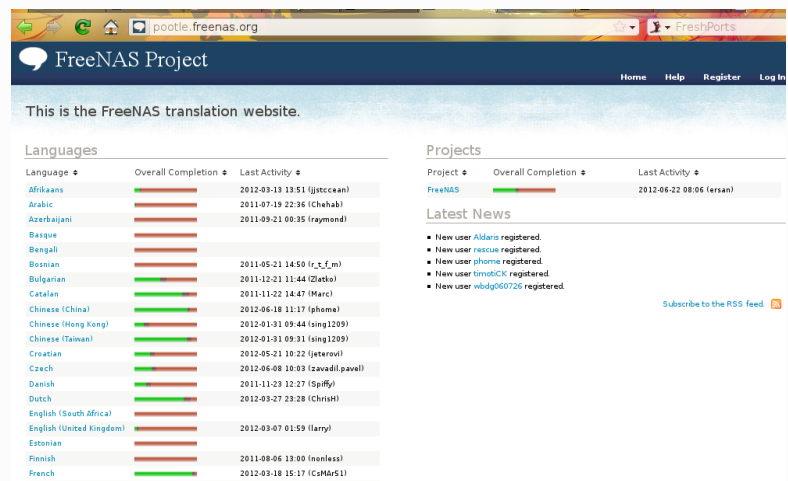 pootle.freenas.org
FreshPorts
FreeNAS Project
Home Help Register Log In
This is the FreeNAS translation website.
Languages
Language Overall Completion Last Activity
Afrikaans 2012-03-13 13:51 (jjstccean)
Arabic 2011-07-19 22:36 (Chehab)
Azerbaijani 2011-09-21 00:35 (raymond)
Basque
Bengali
Bosnian 2011-05-21 14:50 (r_t_f_m)
Bulgarian 2011-12-21 11:44 (Zlatko)
Catalan 2011-11-22 14:47 (Marc)
Chinese (China) 2012-06-18 11:17 (phome)
Chinese (Hong Kong) 2012-01-31 09:44 (sing1209)
Chinese (Taiwan) 2012-01-31 09:31 (sing1209)
Croatian 2012-05-21 10:22 (jeterovi)
Czech 2012-06-08 10:03 (zavadil.pavel)
Danish 2011-11-23 12:27 (Spiffy)
Dutch 2012-03-27 23:28 (ChrisH)
English (South Africa)
English (United Kingdom) 2012-03-07 01:59 (larry)
Estonian
Finnish 2011-08-06 13:00 (nonless)
French 2012-03-18 15:17 (CsMAr51)
Projects
Project Overall Completion Last Activity
FreeNAS 2012-06-22 08:06 (ersan)
Latest News
New user Aldaris registered.
New user rescue registered.
New user phome registered.
New user timotiCK registered.
New user wbdg060726 registered.
Subscribe to the RSS feed.